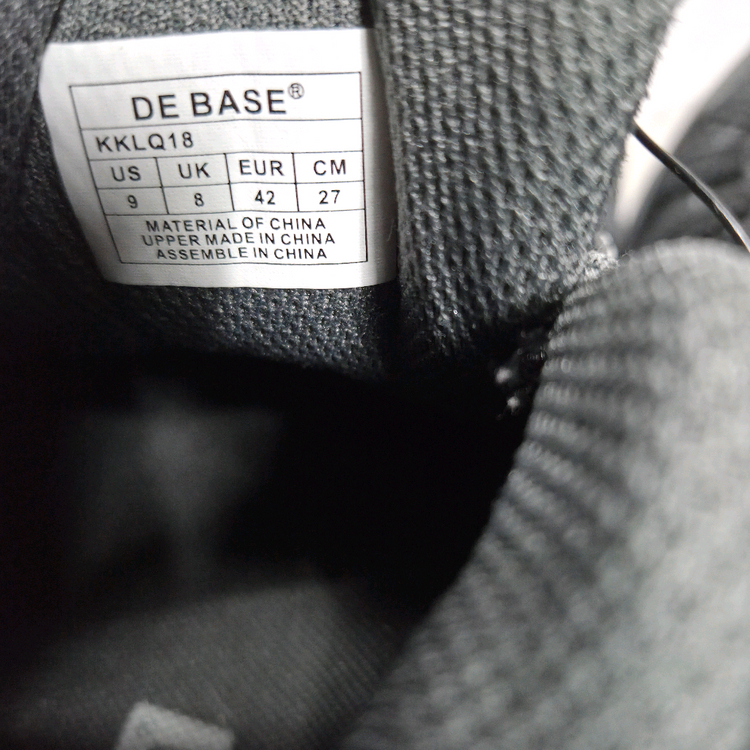 DE BASE®
KKLQ18
US UK EUR CM
9 8 42 27
MATERIAL OF CHINA
UPPER MADE IN CHINA
ASSEMBLE IN CHINA